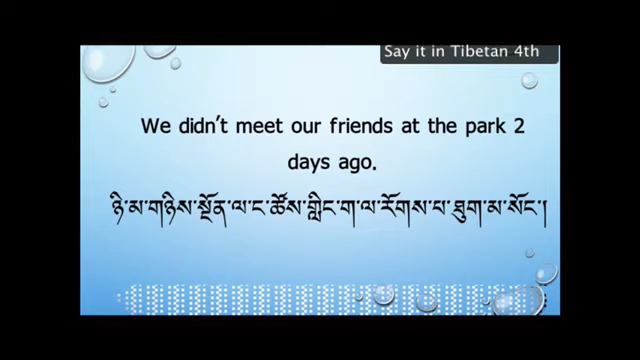 Say it in Tibetan 4th
We didn't meet our friends at the park 2
days ago.
ཉི་མ་གཉིས་སྔོན་ལ་ང་ཚོས་གླིང་ག་ལ་རོགས་པ་ཐུག་མ་སོང་།